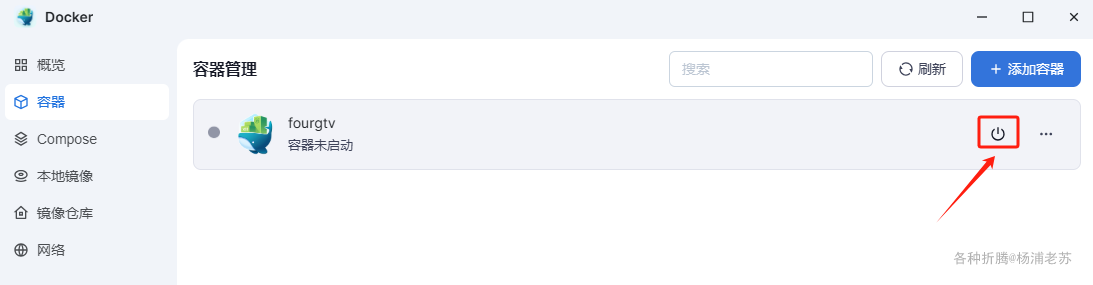 Docker
概览
容器
Compose
本地镜像
镜像仓库
网络
容器管理
搜索
刷新
添加容器
fourgtv
容器未启动
各种折腾@杨浦老苏